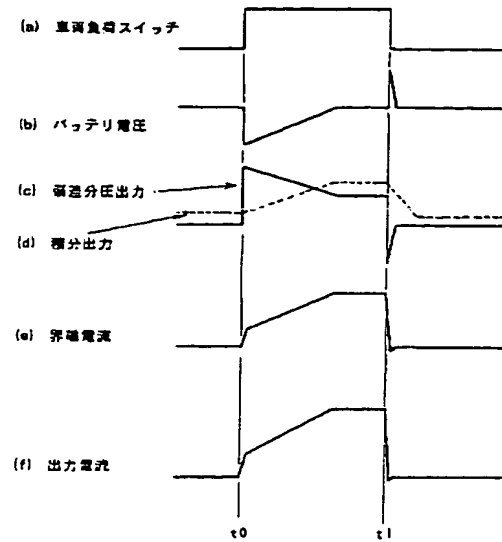 (a) 車両負荷スイッチ
(b) バッテリ電圧
(c) 偏差分圧出力
(d) 積分出力
(e) 界磁電流
(f) 出力電流
t0
t1